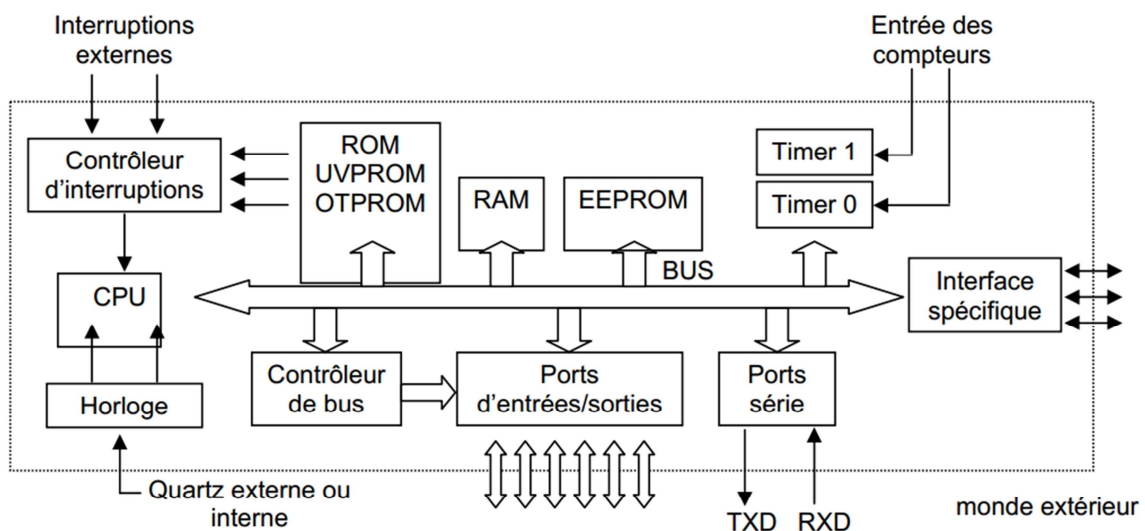 Interruptions
externes
Entrée des
compteurs
Contrôleur
d'interruptions
ROM
UVPROM
OTPROM
RAM
EEPROM
Timer 1
Timer 0
BUS
CPU
Interface
spécifique
Horloge
Contrôleur
de bus
Ports
d'entrées/sorties
Ports
série
Quartz externe ou
interne
TXD RXD
monde extérieur